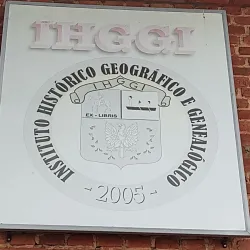 IHGGI
INSTITUTO HISTÓRICO GEOGRÁFICO E GENEALÓGICO
IHGGI
EX - LIBRIS
- 2005 -